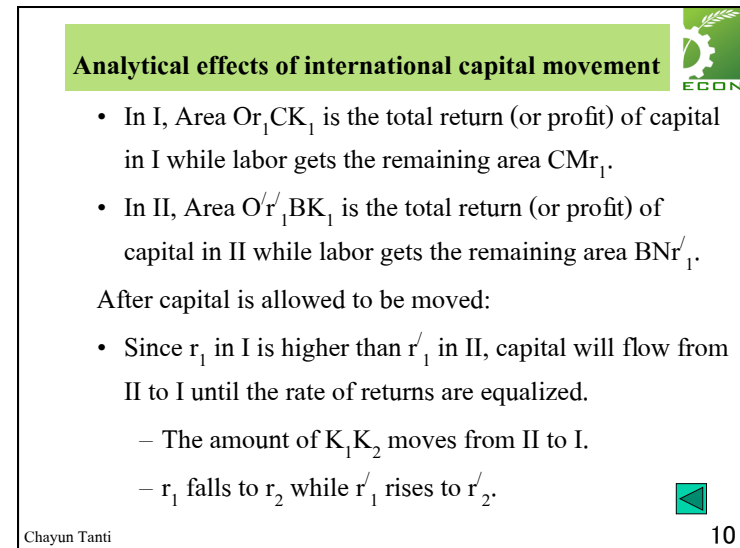 Analytical effects of international capital movement
ECON
• In I, Area Or₁CK₁ is the total return (or profit) of capital
in I while labor gets the remaining area CMr₁.
• In II, Area O/r/₁BK₁ is the total return (or profit) of
capital in II while labor gets the remaining area BNr/₁.
After capital is allowed to be moved:
• Since r₁ in I is higher than r/₁ in II, capital will flow from
II to I until the rate of returns are equalized.
– The amount of K₁K₂ moves from II to I.
– r₁ falls to r₂ while r/₁ rises to r/₂.
Chayun Tanti
10